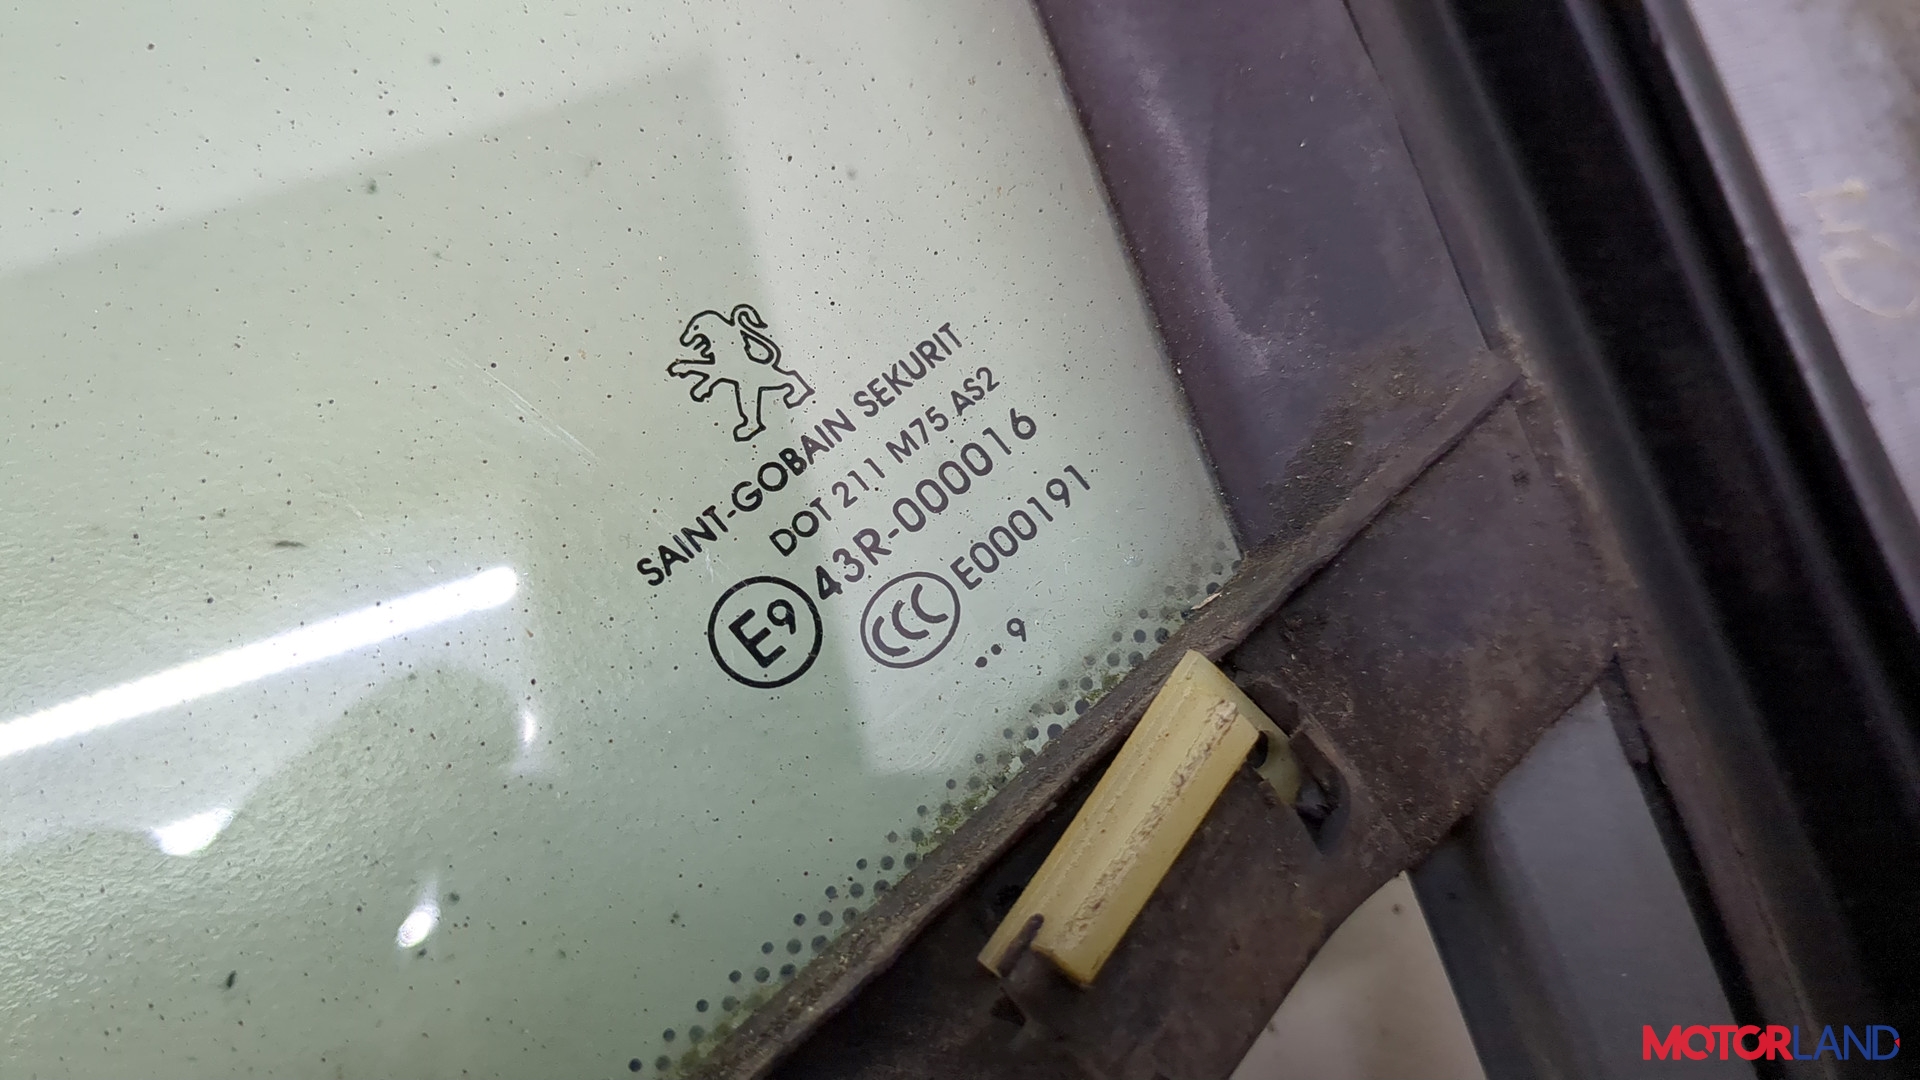 SAINT-GOBAIN SEKURIT
DOT 211 M75 AS2
E9 43R-000016
CCC E000191
.. 9
MOTORLAND